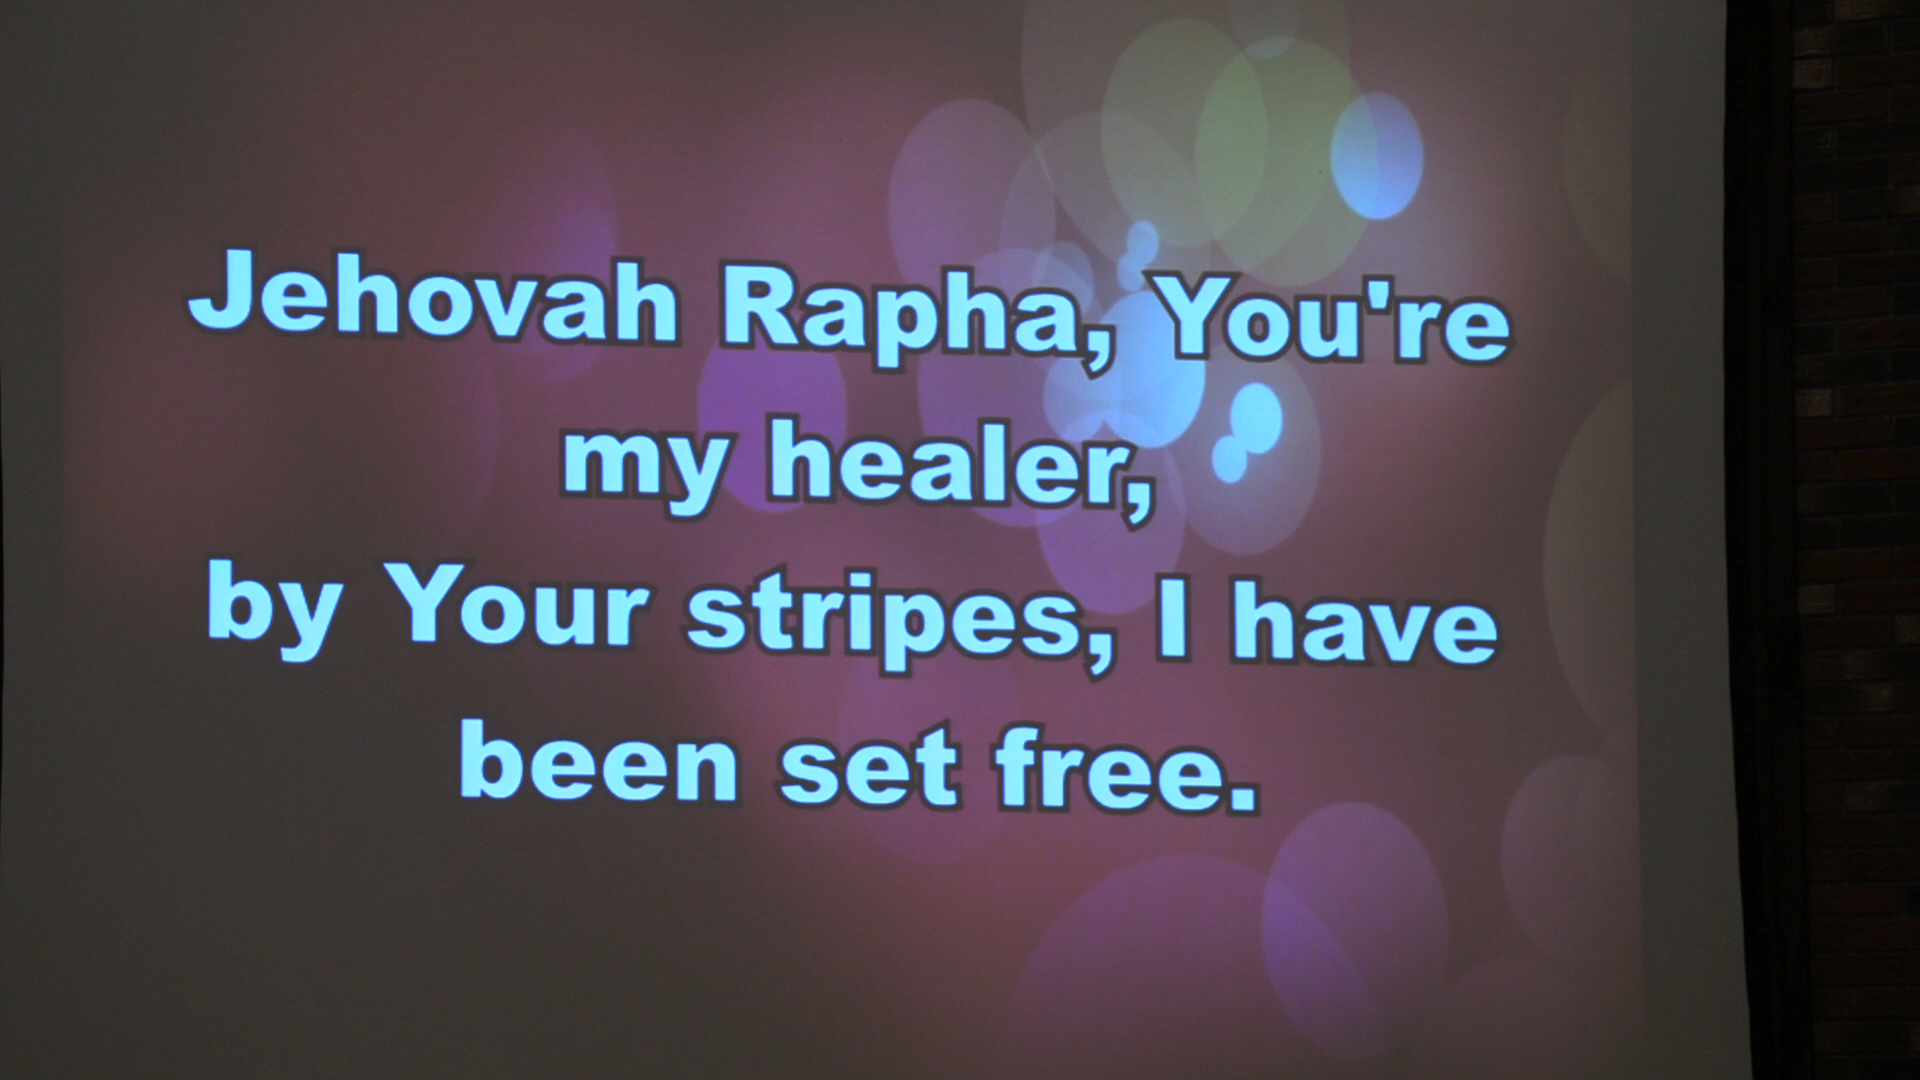 Jehovah Rapha, You're
my healer,
by Your stripes, I have
been set free.